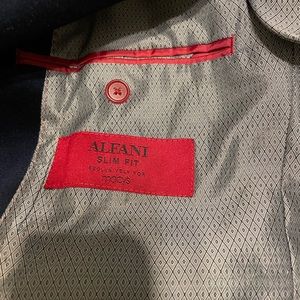 ALFANI
SLIM FIT
EXCLUSIVELY FOR
macys